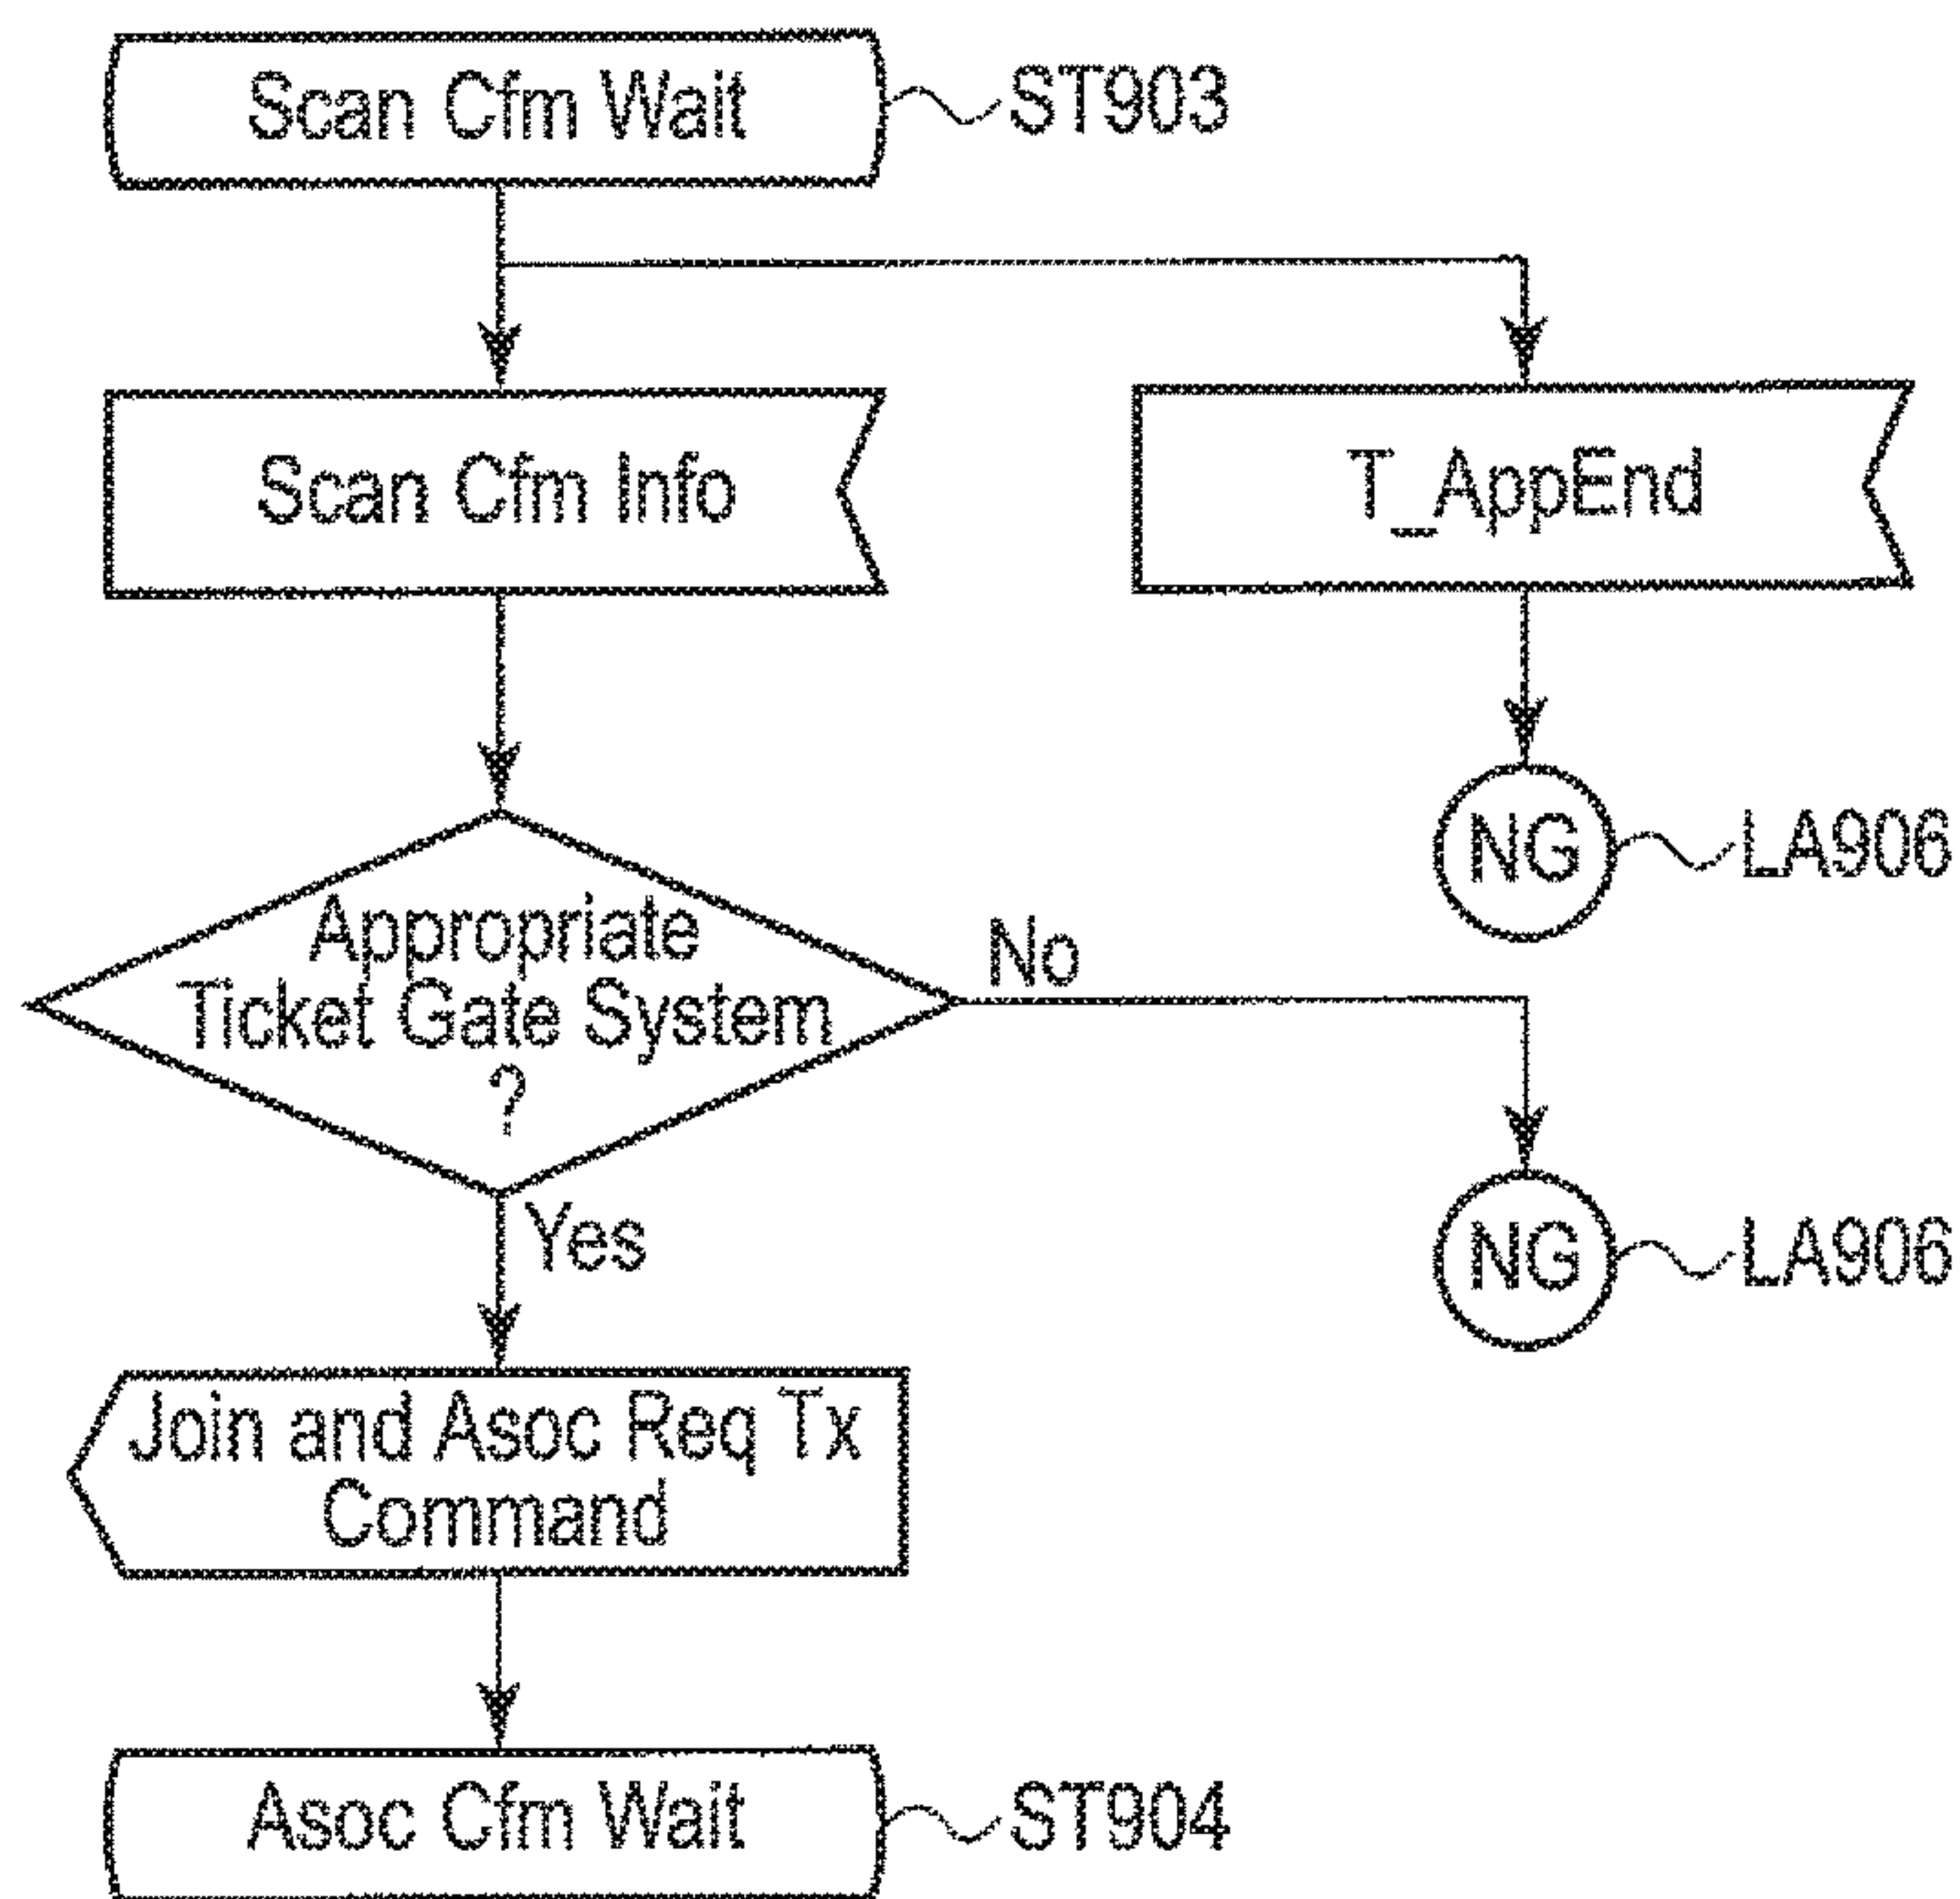 Scan Cfm Wait
ST903
Scan Cfm Info
T_AppEnd
NG
LA906
Appropriate
Ticket Gate System
?
No
Yes
NG
LA906
Join and Asoc Req Tx
Command
Asoc Cfm Wait
ST904